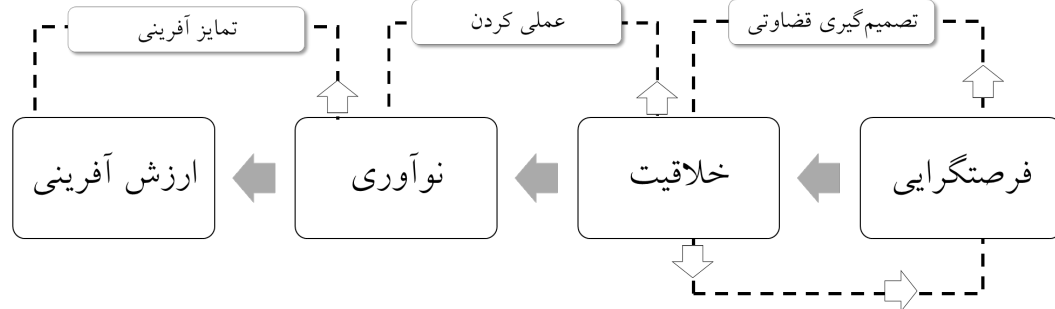 تصمیم‌گیری قضاوتی
عملی کردن
تمایز آفرینی
فرصتگرایی
خلاقیت
نوآوری
ارزش آفرینی